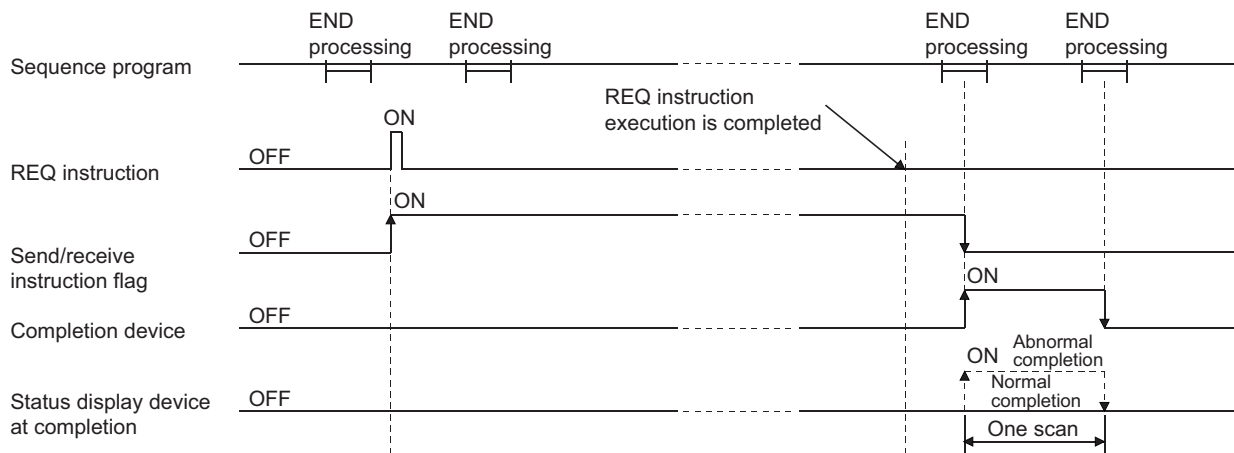 END
processing
END
processing
END
processing
END
processing
Sequence program
REQ instruction
execution is completed
ON
OFF
REQ instruction
ON
OFF
Send/receive
instruction flag
ON
OFF
Completion device
ON
Abnormal
completion
Normal
completion
OFF
Status display device
at completion
One scan